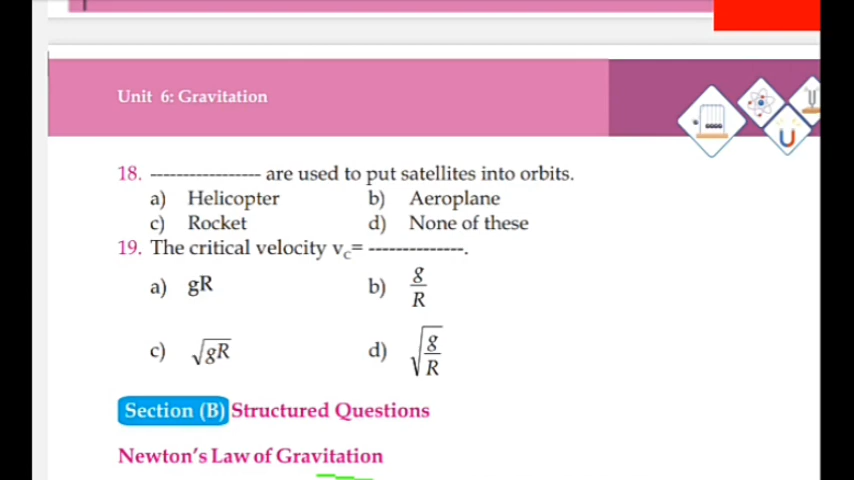 Unit 6: Gravitation
18. ----------------- are used to put satellites into orbits.
a) Helicopter b) Aeroplane
c) Rocket d) None of these
19. The critical velocity v_c= --------------.
a) gR b) g/R
c) √gR d) √(g/R)
Section (B) Structured Questions
Newton's Law of Gravitation